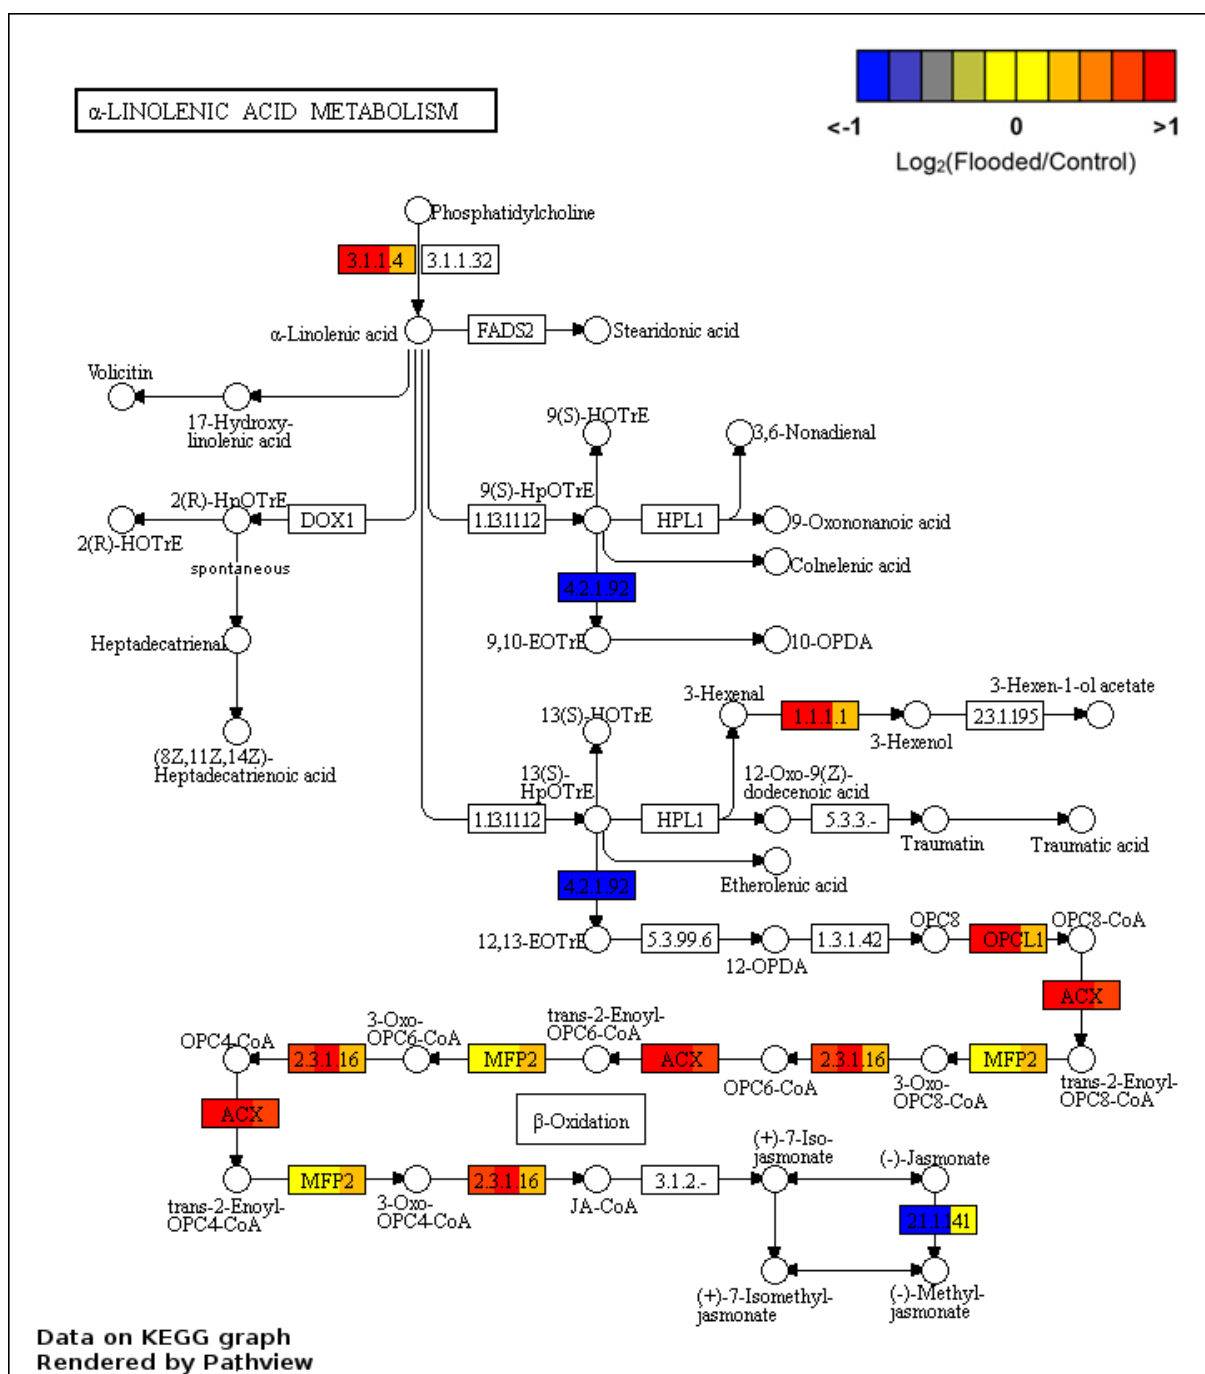 α-LINOLENIC ACID METABOLISM
<-1 0 >1
Log₂(Flooded/Control)
Phosphatidylcholine
3.1.1.4 3.1.1.32
α-Linolenic acid FADS2 Stearidonic acid
Volicitin
17-Hydroxy-
linolenic acid
9(S)-HOTrE
3,6-Nonadienal
9(S)-HpOTrE
2(R)-HpOTrE
DOX1 1.13.1112 HPL1 9-Oxononanoic acid
2(R)-HOTrE
spontaneous
Colnelenic acid
4.2.1.92
Heptadecatrienal 9,10-EOTrE 10-OPDA
3-Hexenal
3-Hexen-1-ol acetate
13(S)-HOTrE
1.1.1.1 2.3.1.195
3-Hexenol
(8Z,11Z,14Z)-
Heptadecatrienoic acid
13(S)-
HpOTrE
12-Oxo-9(Z)-
dodecenoic acid
1.13.1112 HPL1 5.3.3.-
Traumatin Traumatic acid
Etherolenic acid
4.2.1.92
OPC8 OPC8-CoA
12,13-EOTrE 5.3.99.6 1.3.1.42 OPCL1
12-OPDA
ACX
3-Oxo-
OPC6-CoA
trans-2-Enoyl-
OPC6-CoA
OPC4-CoA
2.3.1.16 MFP2 ACX 2.3.1.16 MFP2
OPC6-CoA
3-Oxo-
OPC8-CoA
trans-2-Enoyl-
OPC8-CoA
ACX
β-Oxidation
(+)-7-Iso-
jasmonate
(-)-Jasmonate
MFP2 2.3.1.16 3.1.2.-
trans-2-Enoyl-
OPC4-CoA
3-Oxo-
OPC4-CoA
JA-CoA
2.1.1.141
(+)-7-Isomethyl-
jasmonate
(-)-Methyl-
jasmonate
Data on KEGG graph
Rendered by Pathview